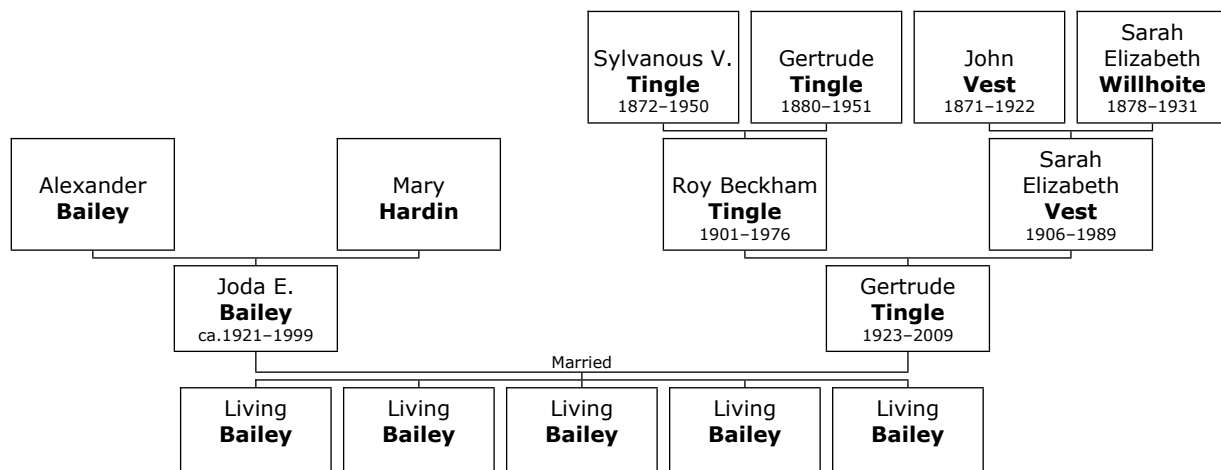 Sylvanous V.
Tingle
1872–1950
Gertrude
Tingle
1880–1951
John
Vest
1871–1922
Sarah
Elizabeth
Willhoite
1878–1931
Alexander
Bailey
Mary
Hardin
Roy Beckham
Tingle
1901–1976
Sarah
Elizabeth
Vest
1906–1989
Joda E.
Bailey
ca.1921–1999
Gertrude
Tingle
1923–2009
Married
Living
Bailey
Living
Bailey
Living
Bailey
Living
Bailey
Living
Bailey